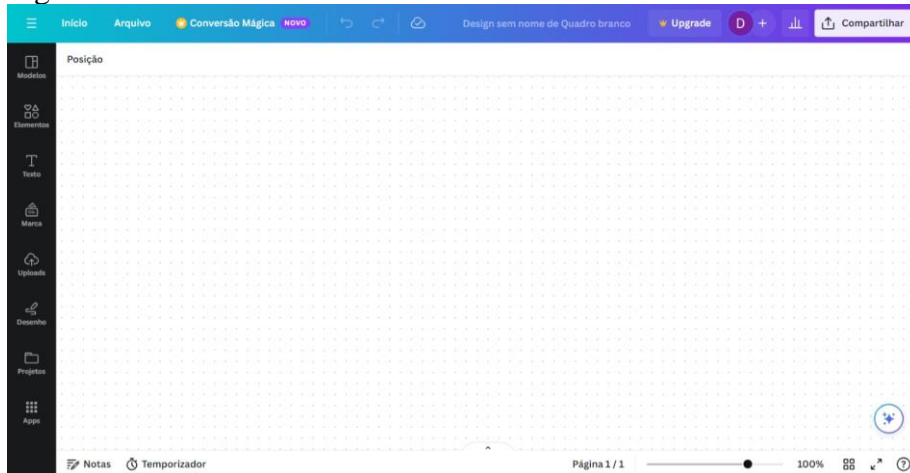 Início Arquivo Conversão Mágica NOVO Design sem nome de Quadro branco Upgrade D + Compartilhar
Posição
Modelos
Elementos
Texto
Marca
Uploads
Desenho
Projetos
Apps
Notas Temporizador Página 1 / 1 100%